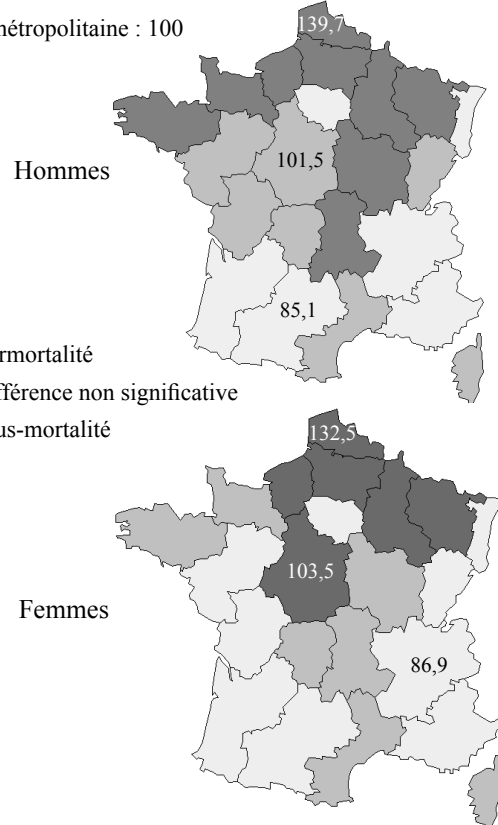 métropolitaine : 100
139,7
Hommes
101,5
85,1
rmortalité
fférence non significative
us-mortalité
132,5
103,5
Femmes
86,9